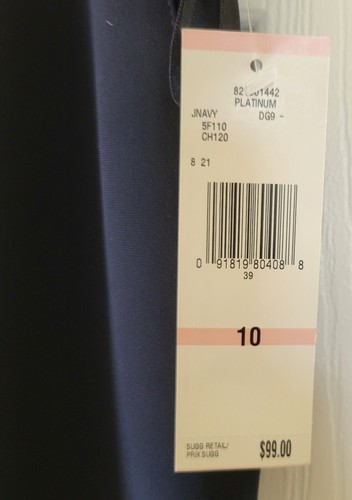 PLATINUM
JNAVY DG9 -
5F110
CH120
8 21
0 91819 80408 8
39
10
SUGG RETAIL/
PRIX SUGG $99.00